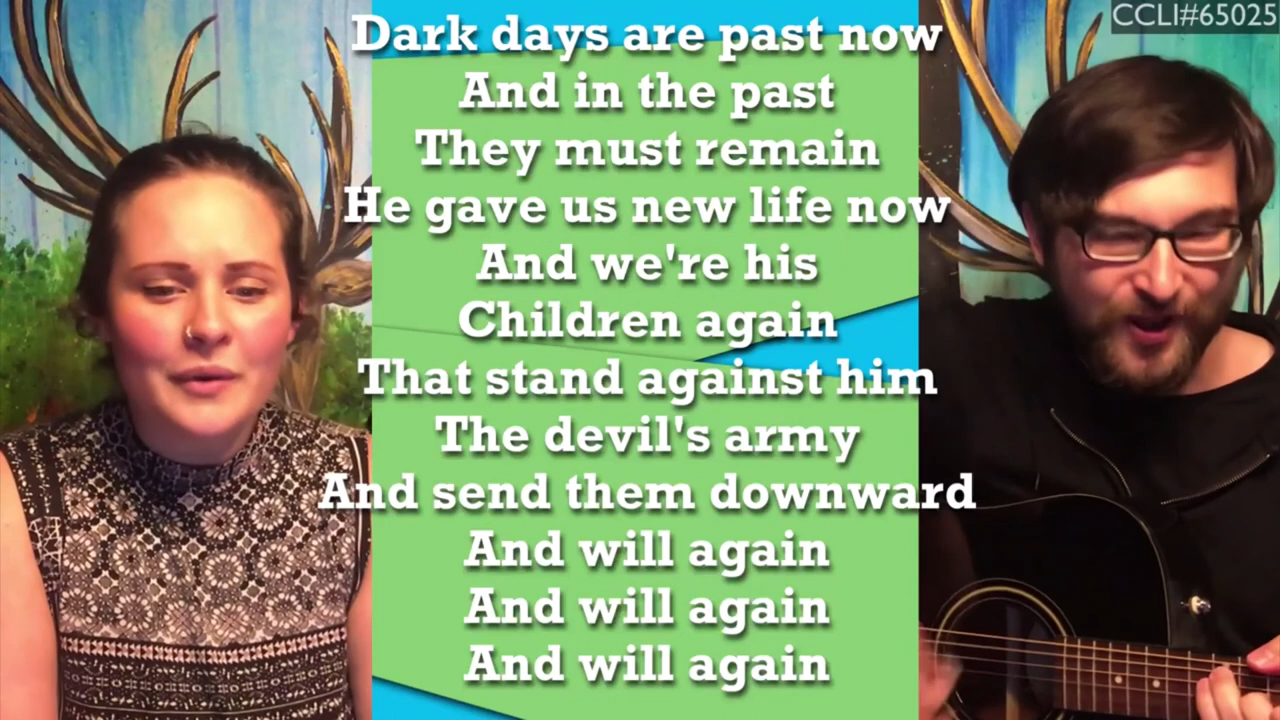 CCLI#65025
Dark days are past now
And in the past
They must remain
He gave us new life now
And we're his
Children again
That stand against him
The devil's army
And send them downward
And will again
And will again
And will again